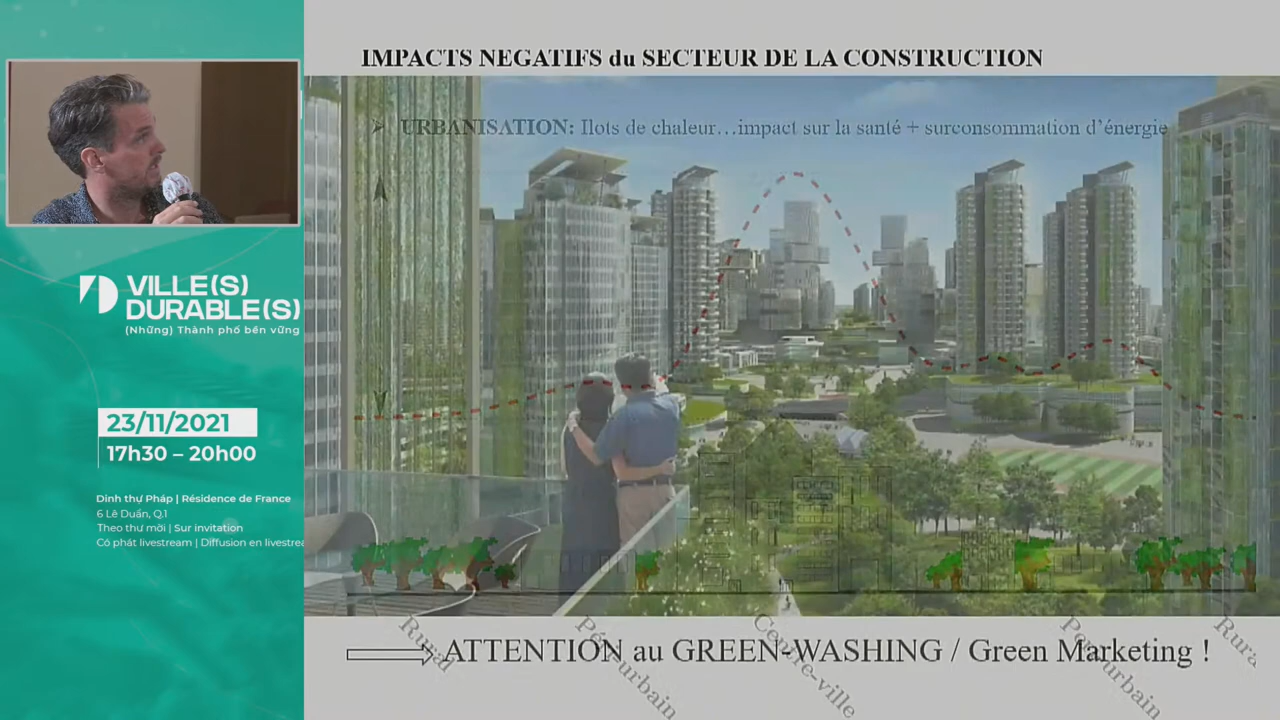 IMPACTS NEGATIFS du SECTEUR DE LA CONSTRUCTION
➢ URBANISATION: Ilots de chaleur…impact sur la santé + surconsommation d'énergie
VILLE(S)
DURABLE(S)
(Những) Thành phố bền vững
23/11/2021
17h30 – 20h00
Dinh thự Pháp | Résidence de France
6 Lê Duẩn, Q.1
Theo thư mời | Sur invitation
Có phát livestream | Diffusion en livestrea
Rural
Péri-urbain
Centre-ville
Péri-urbain
Rura
ATTENTION au GREEN-WASHING / Green Marketing !